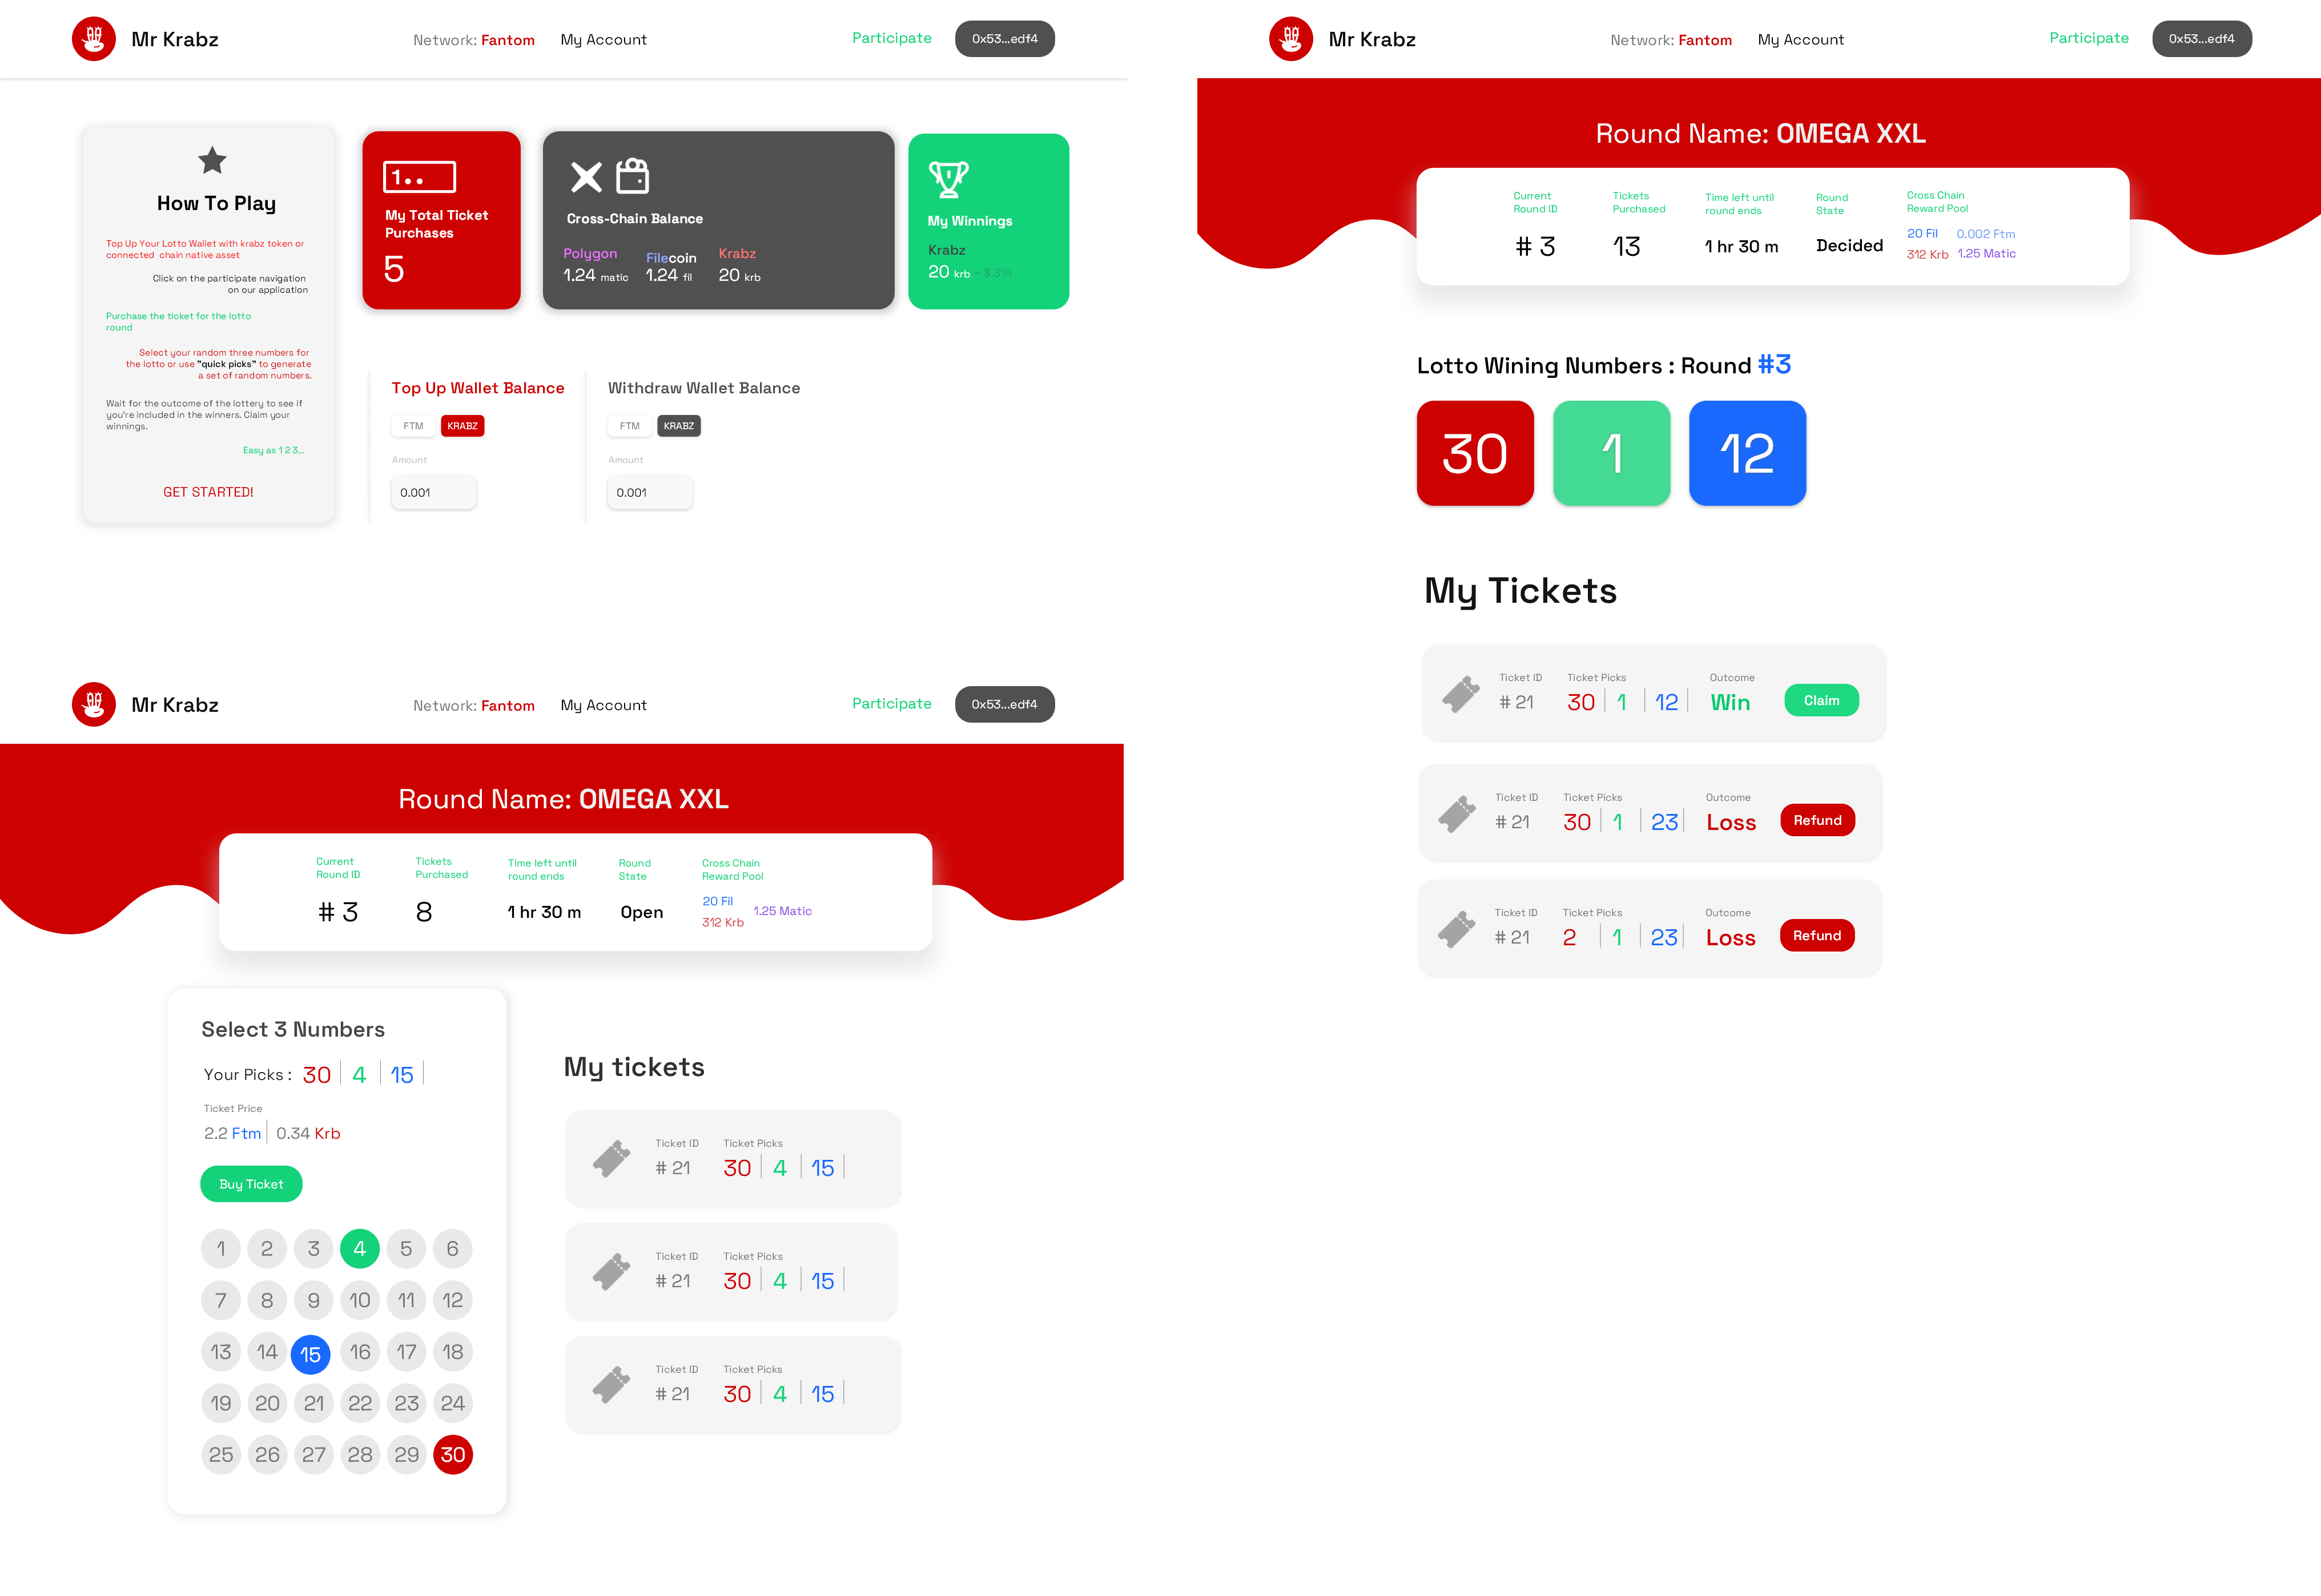 Mr Krabz
Network: Fantom
My Account
Participate
0x53...edf4
How To Play
Top Up Your Lotto Wallet with krabz token or
connected chain native asset
Click on the participate navigation
on our application
Purchase the ticket for the lotto
round
Select your random three numbers for
the lotto or use "quick picks" to generate
a set of random numbers.
Wait for the outcome of the lottery to see if
you're included in the winners. Claim your
winnings.
Easy as 1 2 3...
GET STARTED!
1..
My Total Ticket
Purchases
5
Cross-Chain Balance
Polygon
1.24 matic
Filecoin
1.24 fil
Krabz
20 krb
My Winnings
Krabz
20 krb - $ 315
Top Up Wallet Balance
FTM
KRABZ
Amount
0.001
Withdraw Wallet Balance
FTM
KRABZ
Amount
0.001
Mr Krabz
Network: Fantom
My Account
Participate
0x53...edf4
Round Name: OMEGA XXL
Current
Round ID
# 3
Tickets
Purchased
8
Time left until
round ends
1 hr 30 m
Round
State
Open
Cross Chain
Reward Pool
20 Fil
312 Krb
1.25 Matic
Select 3 Numbers
Your Picks : 30 4 15
Ticket Price
2.2 Ftm 0.34 Krb
Buy Ticket
1 2 3 4 5 6
7 8 9 10 11 12
13 14 15 16 17 18
19 20 21 22 23 24
25 26 27 28 29 30
My tickets
Ticket ID Ticket Picks
# 21 30 4 15
Ticket ID Ticket Picks
# 21 30 4 15
Ticket ID Ticket Picks
# 21 30 4 15
Mr Krabz
Network: Fantom
My Account
Participate
0x53...edf4
Round Name: OMEGA XXL
Current
Round ID
# 3
Tickets
Purchased
13
Time left until
round ends
1 hr 30 m
Round
State
Decided
Cross Chain
Reward Pool
20 Fil 0.002 Ftm
312 Krb 1.25 Matic
Lotto Wining Numbers : Round #3
30 1 12
My Tickets
Ticket ID Ticket Picks Outcome
# 21 30 1 12 Win Claim
Ticket ID Ticket Picks Outcome
# 21 30 1 23 Loss Refund
Ticket ID Ticket Picks Outcome
# 21 2 1 23 Loss Refund